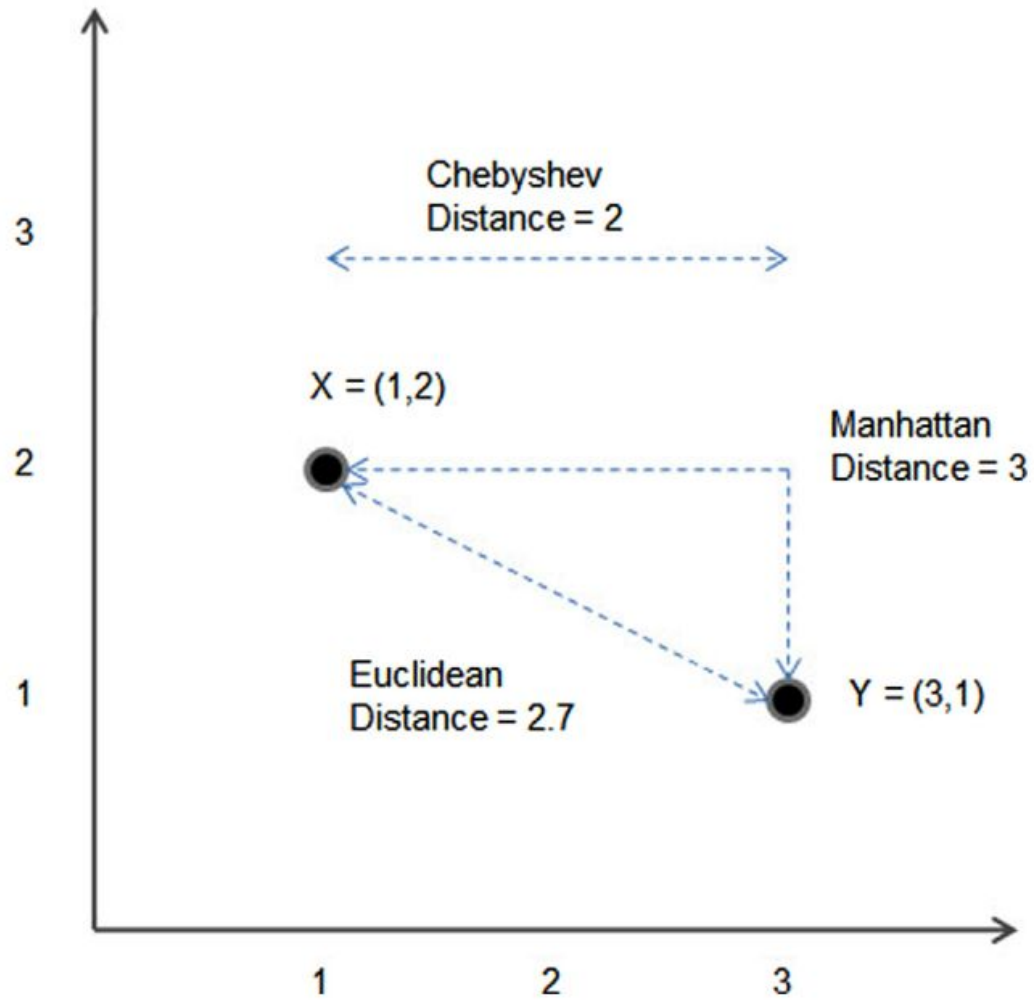 Chebyshev
Distance = 2
3
X = (1,2)
Manhattan
Distance = 3
2
Euclidean
Distance = 2.7
1
Y = (3,1)
1
2
3